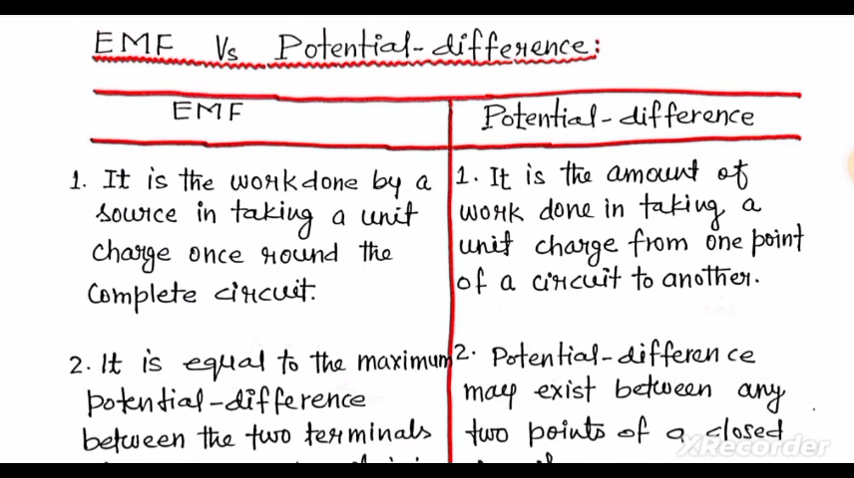 EMF Vs Potential-difference:
EMF
Potential-difference
1. It is the workdone by a
source in taking a unit
charge once round the
complete circuit.
1. It is the amount of
work done in taking a
unit charge from one point
of a circuit to another.
2. It is equal to the maximum
potential-difference
between the two terminals
2. Potential-difference
may exist between any
two points of a closed
XRecorder